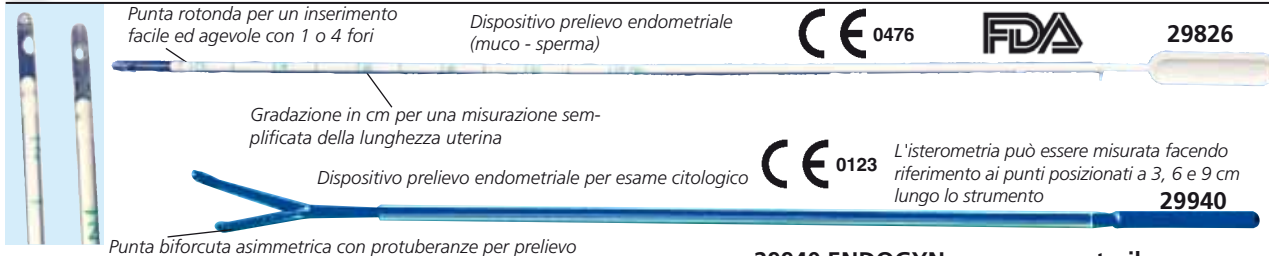 Punta rotonda per un inserimento
facile ed agevole con 1 o 4 fori
Dispositivo prelievo endometriale
(muco - sperma)
CE 0476
FDA
29826
Gradazione in cm per una misurazione sem-
plificata della lunghezza uterina
Dispositivo prelievo endometriale per esame citologico
CE 0123
L'isterometria può essere misurata facendo
riferimento ai punti posizionati a 3, 6 e 9 cm
lungo lo strumento
29940
Punta biforcuta asimmetrica con protuberanze per prelievo